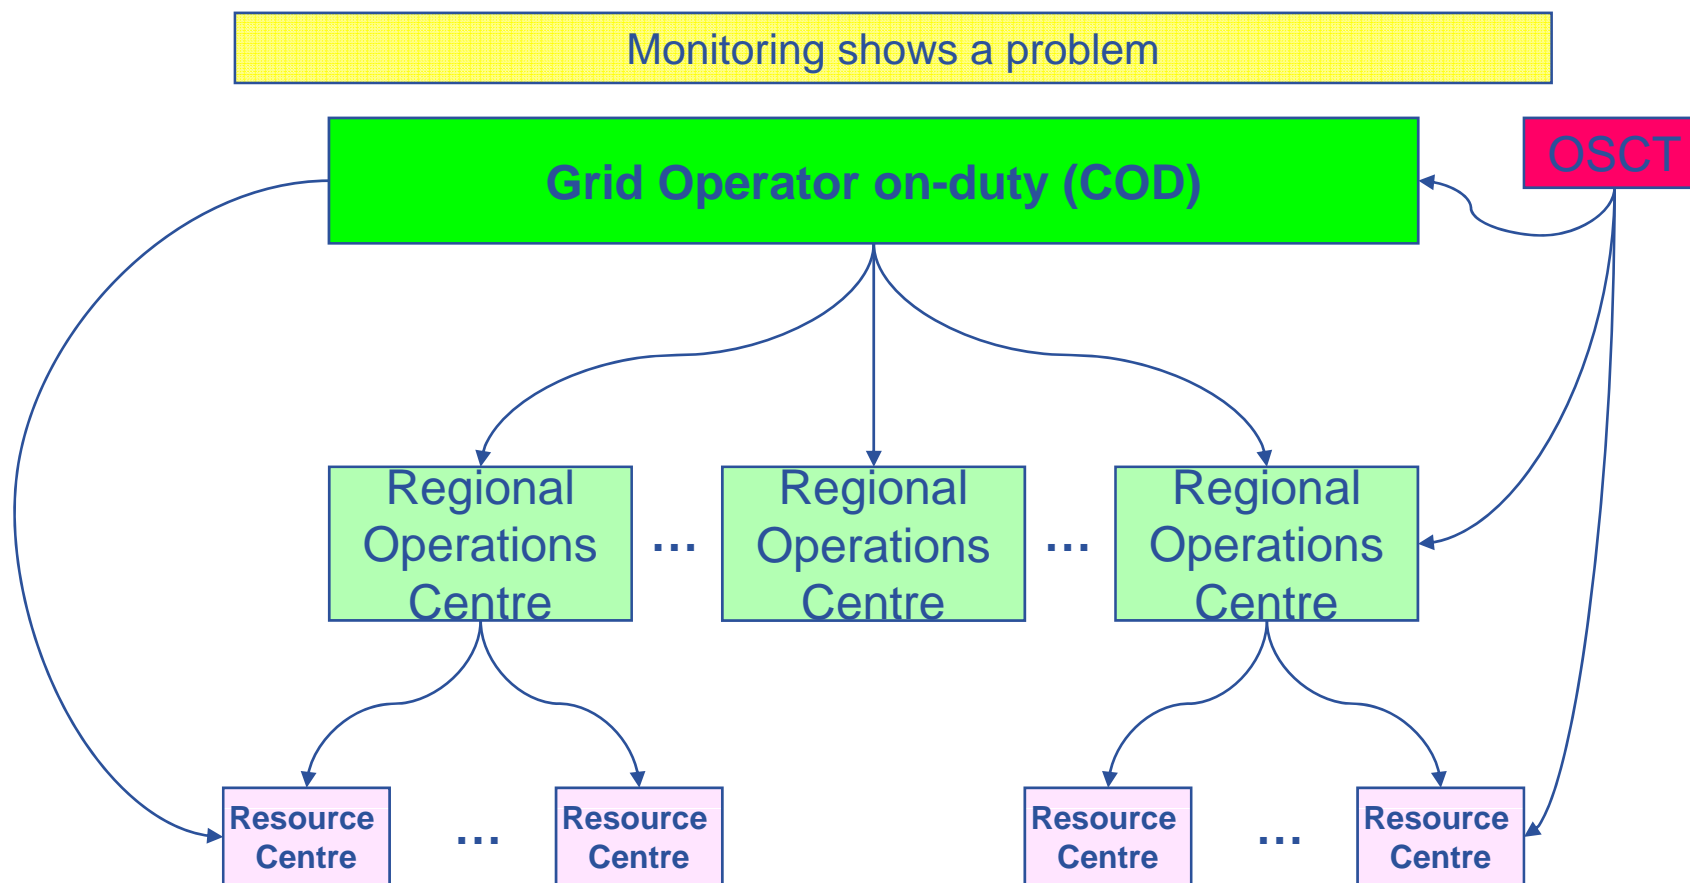 Monitoring shows a problem
Grid Operator on-duty (COD)
OSCT
Regional
Operations
Centre
...
Regional
Operations
Centre
...
Regional
Operations
Centre
Resource
Centre
...
Resource
Centre
Resource
Centre
...
Resource
Centre